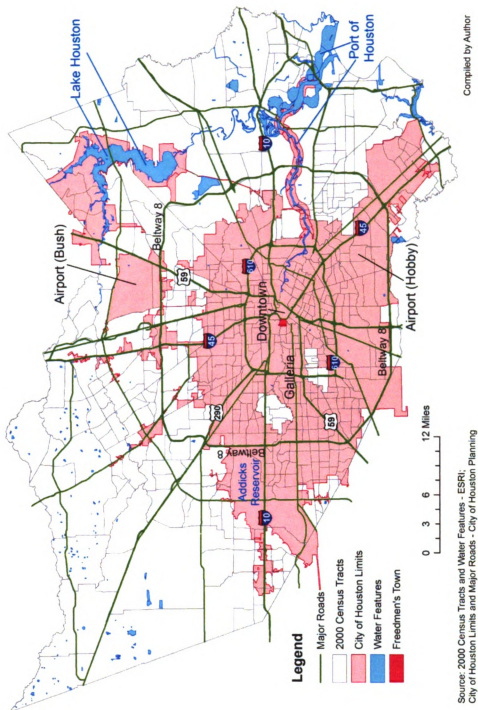 Lake Houston
Port of
Houston
Airport (Bush)
Beltway 8
59
10
45
610
290
Downtown
Galleria
45
610
59
Airport (Hobby)
Beltway 8
Beltway 8
Addicks
Reservoir
10
Legend
Major Roads
2000 Census Tracts
City of Houston Limits
Water Features
Freedmen's Town
0 3 6 12 Miles
Source: 2000 Census Tracts and Water Features - ESRI;
City of Houston Limits and Major Roads - City of Houston Planning
Compiled by Author